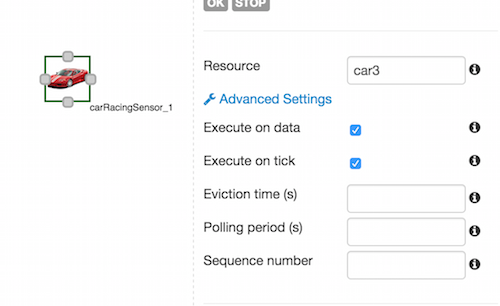 OK STOP
carRacingSensor_1
Resource car3
Advanced Settings
Execute on data
Execute on tick
Eviction time (s)
Polling period (s)
Sequence number